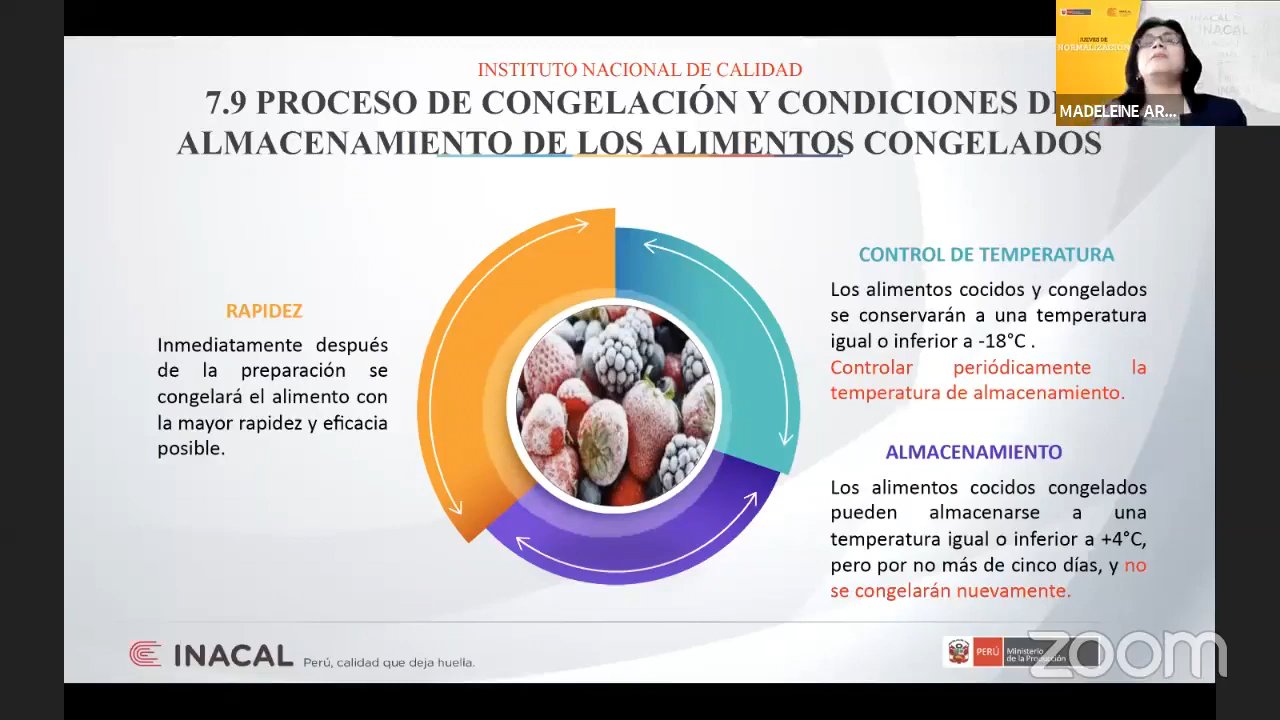 INSTITUTO NACIONAL DE CALIDAD
7.9 PROCESO DE CONGELACIÓN Y CONDICIONES DE
ALMACENAMIENTO DE LOS ALIMENTOS CONGELADOS
JUEVES DE
NORMALIZACIÓN
INACAL
MADELEINE AR...
RAPIDEZ
Inmediatamente después
de la preparación se
congelará el alimento con
la mayor rapidez y eficacia
posible.
CONTROL DE TEMPERATURA
Los alimentos cocidos y congelados
se conservarán a una temperatura
igual o inferior a -18°C .
Controlar periódicamente la
temperatura de almacenamiento.
ALMACENAMIENTO
Los alimentos cocidos congelados
pueden almacenarse a una
temperatura igual o inferior a +4°C,
pero por no más de cinco días, y no
se congelarán nuevamente.
INACAL Perú, calidad que deja huella.
PERÚ Ministerio
de la Producción
zoom